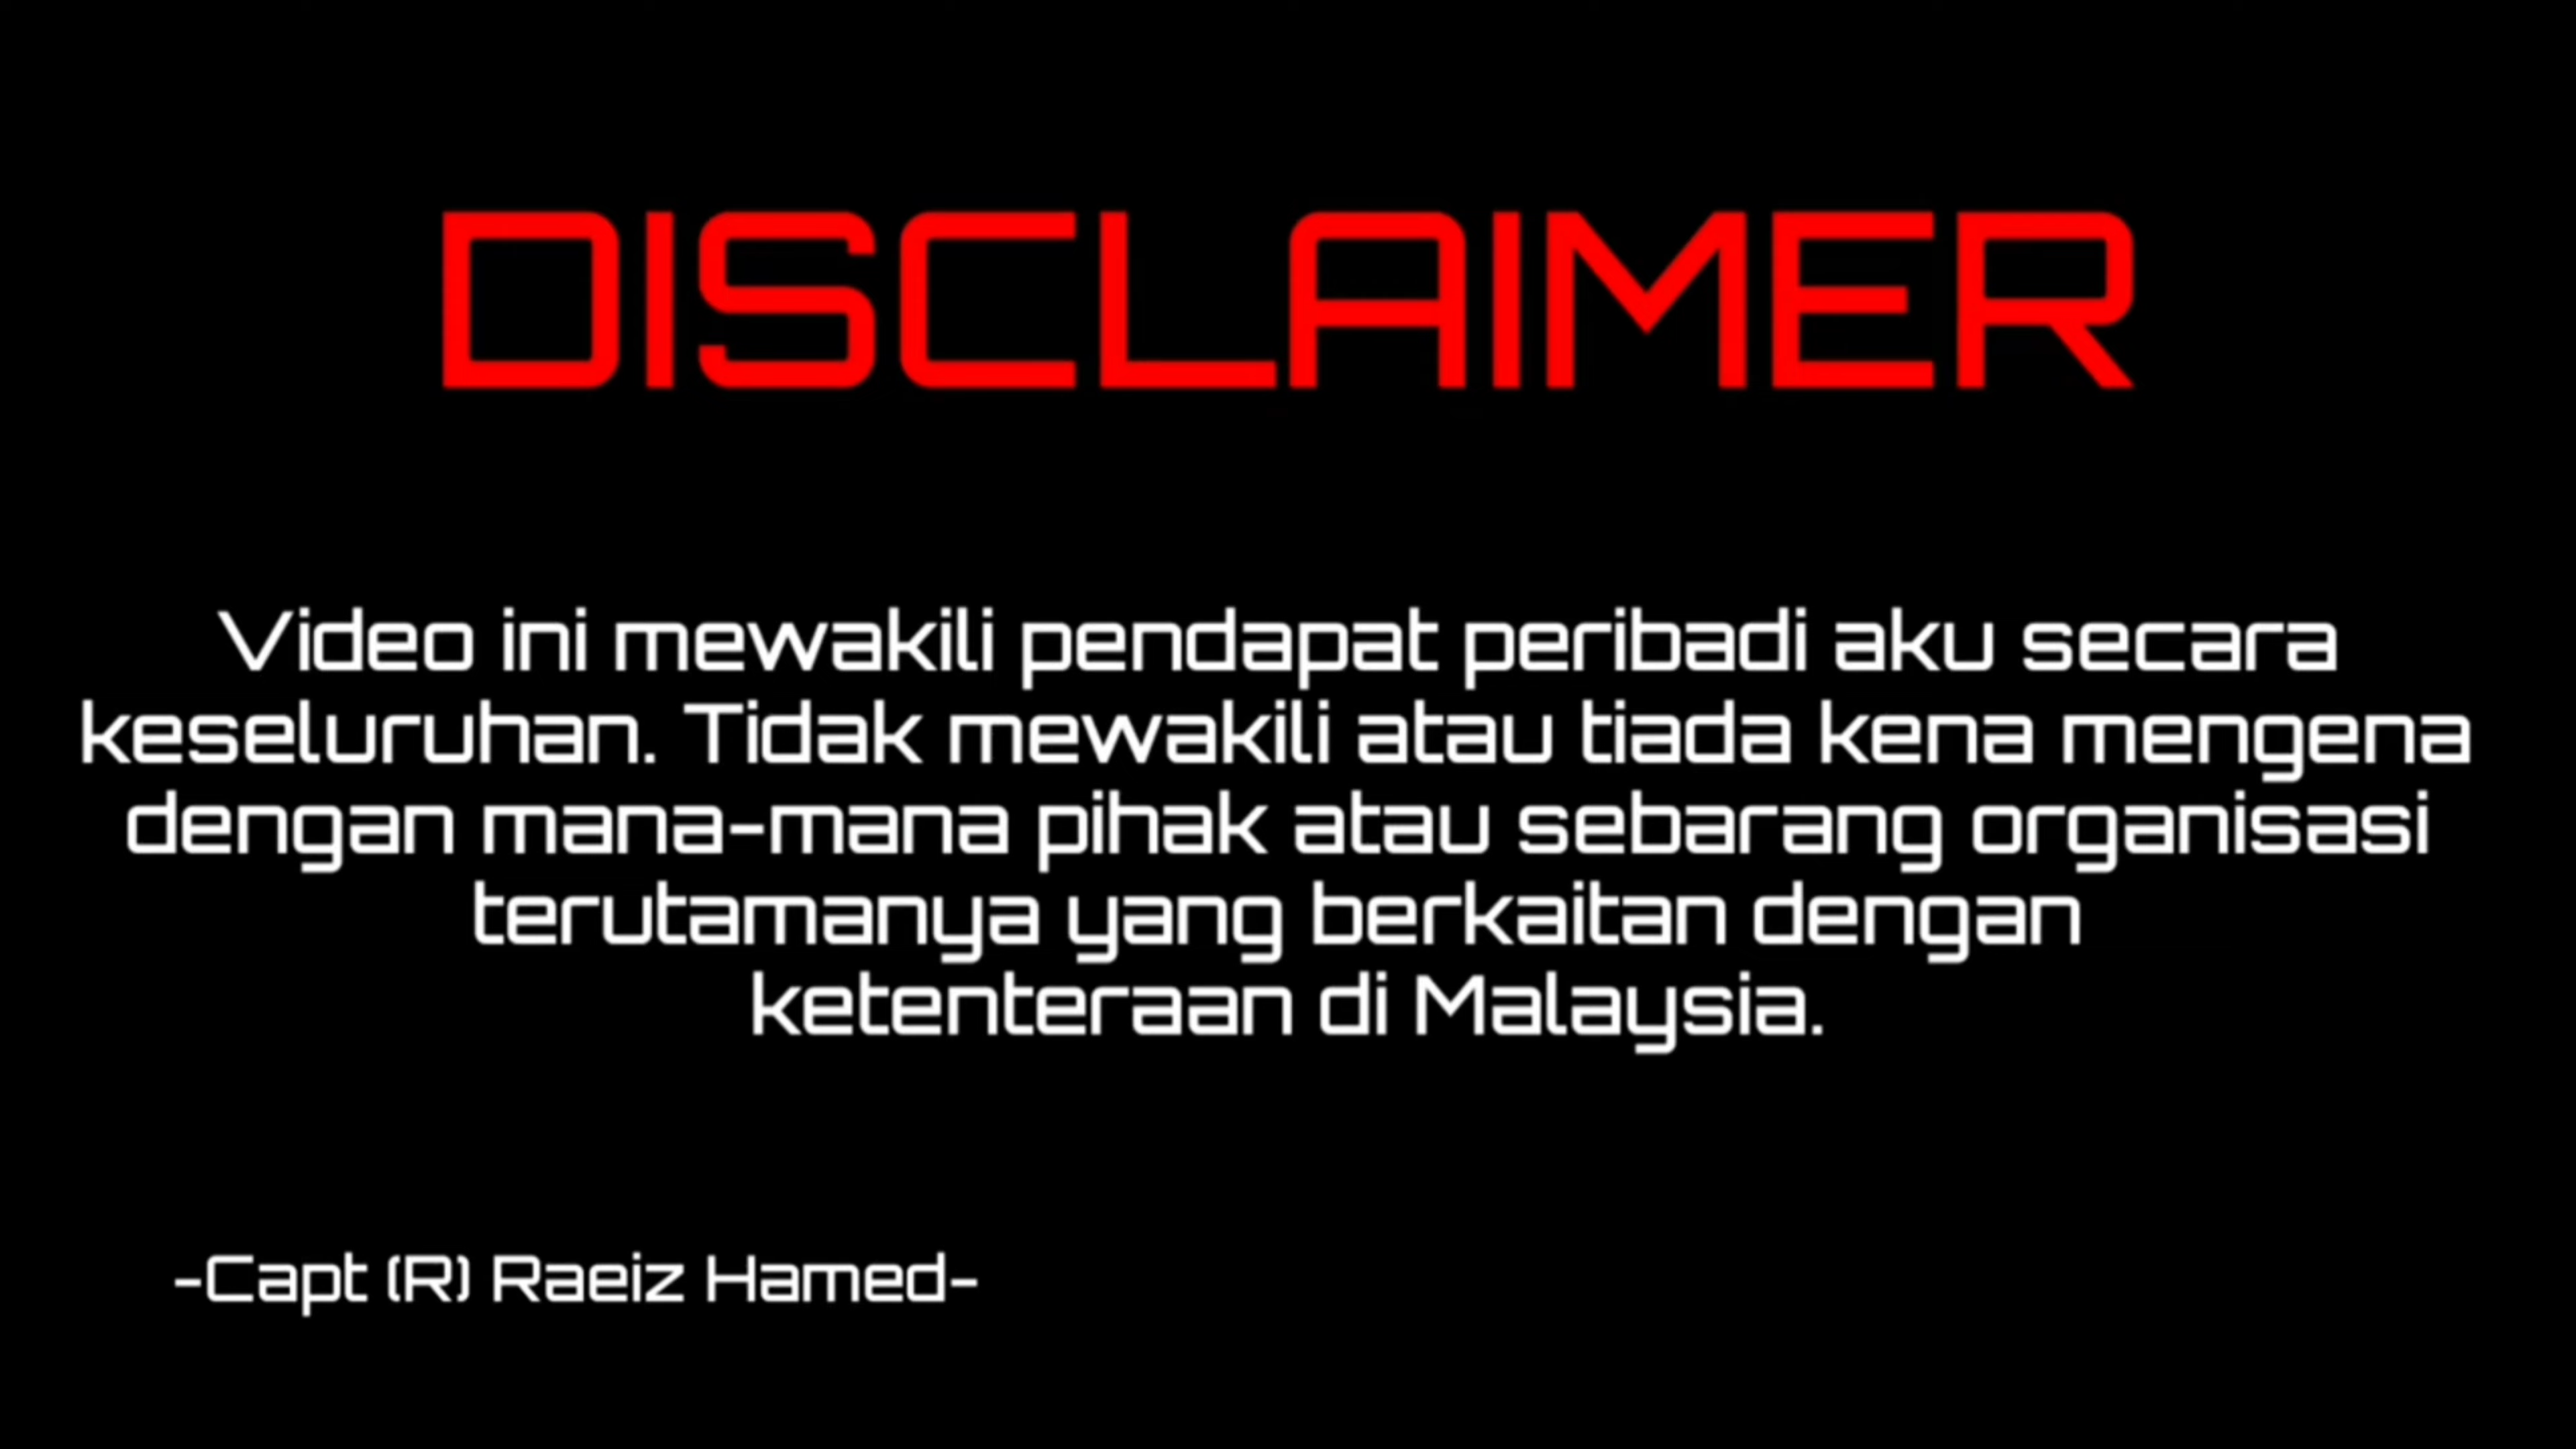 DISCLAIMER
Video ini mewakili pendapat peribadi aku secara
keseluruhan. Tidak mewakili atau tiada kena mengena
dengan mana-mana pihak atau sebarang organisasi
terutamanya yang berkaitan dengan
ketenteraan di Malaysia.
-Capt (R) Raeiz Hamed-